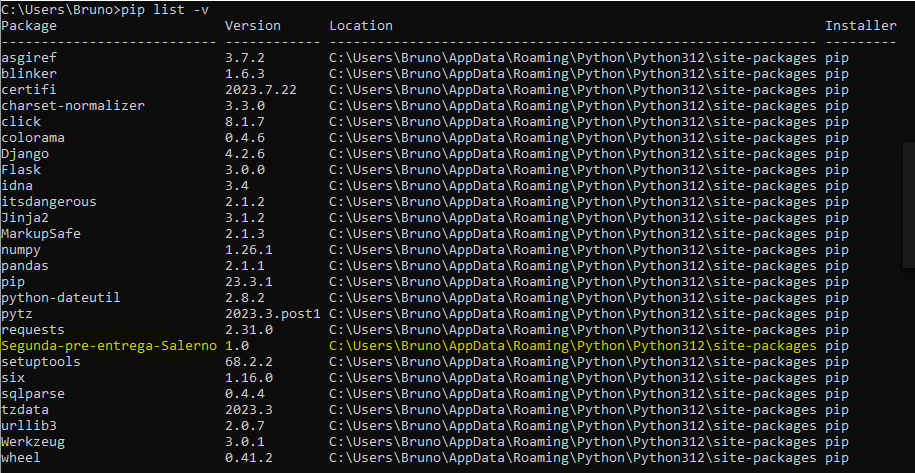 C:\Users\Bruno>pip list -v
Package Version Location Installer
--------------------------- ------------ ------------------------------------------------------------- ---------
asgiref 3.7.2 C:\Users\Bruno\AppData\Roaming\Python\Python312\site-packages pip
blinker 1.6.3 C:\Users\Bruno\AppData\Roaming\Python\Python312\site-packages pip
certifi 2023.7.22 C:\Users\Bruno\AppData\Roaming\Python\Python312\site-packages pip
charset-normalizer 3.3.0 C:\Users\Bruno\AppData\Roaming\Python\Python312\site-packages pip
click 8.1.7 C:\Users\Bruno\AppData\Roaming\Python\Python312\site-packages pip
colorama 0.4.6 C:\Users\Bruno\AppData\Roaming\Python\Python312\site-packages pip
Django 4.2.6 C:\Users\Bruno\AppData\Roaming\Python\Python312\site-packages pip
Flask 3.0.0 C:\Users\Bruno\AppData\Roaming\Python\Python312\site-packages pip
idna 3.4 C:\Users\Bruno\AppData\Roaming\Python\Python312\site-packages pip
itsdangerous 2.1.2 C:\Users\Bruno\AppData\Roaming\Python\Python312\site-packages pip
Jinja2 3.1.2 C:\Users\Bruno\AppData\Roaming\Python\Python312\site-packages pip
MarkupSafe 2.1.3 C:\Users\Bruno\AppData\Roaming\Python\Python312\site-packages pip
numpy 1.26.1 C:\Users\Bruno\AppData\Roaming\Python\Python312\site-packages pip
pandas 2.1.1 C:\Users\Bruno\AppData\Roaming\Python\Python312\site-packages pip
pip 23.3.1 C:\Users\Bruno\AppData\Roaming\Python\Python312\site-packages pip
python-dateutil 2.8.2 C:\Users\Bruno\AppData\Roaming\Python\Python312\site-packages pip
pytz 2023.3.post1 C:\Users\Bruno\AppData\Roaming\Python\Python312\site-packages pip
requests 2.31.0 C:\Users\Bruno\AppData\Roaming\Python\Python312\site-packages pip
Segunda-pre-entrega-Salerno 1.0 C:\Users\Bruno\AppData\Roaming\Python\Python312\site-packages pip
setuptools 68.2.2 C:\Users\Bruno\AppData\Roaming\Python\Python312\site-packages pip
six 1.16.0 C:\Users\Bruno\AppData\Roaming\Python\Python312\site-packages pip
sqlparse 0.4.4 C:\Users\Bruno\AppData\Roaming\Python\Python312\site-packages pip
tzdata 2023.3 C:\Users\Bruno\AppData\Roaming\Python\Python312\site-packages pip
urllib3 2.0.7 C:\Users\Bruno\AppData\Roaming\Python\Python312\site-packages pip
Werkzeug 3.0.1 C:\Users\Bruno\AppData\Roaming\Python\Python312\site-packages pip
wheel 0.41.2 C:\Users\Bruno\AppData\Roaming\Python\Python312\site-packages pip